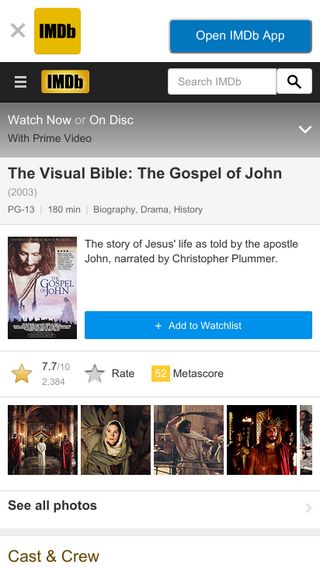 IMDb
Open IMDb App
IMDb
Search IMDb
Watch Now or On Disc
With Prime Video
The Visual Bible: The Gospel of John
(2003)
PG-13 | 180 min | Biography, Drama, History
THE GOSPEL OF JOHN
The story of Jesus' life as told by the apostle
John, narrated by Christopher Plummer.
+ Add to Watchlist
7.7/10
2,384
Rate
52 Metascore
See all photos
Cast & Crew